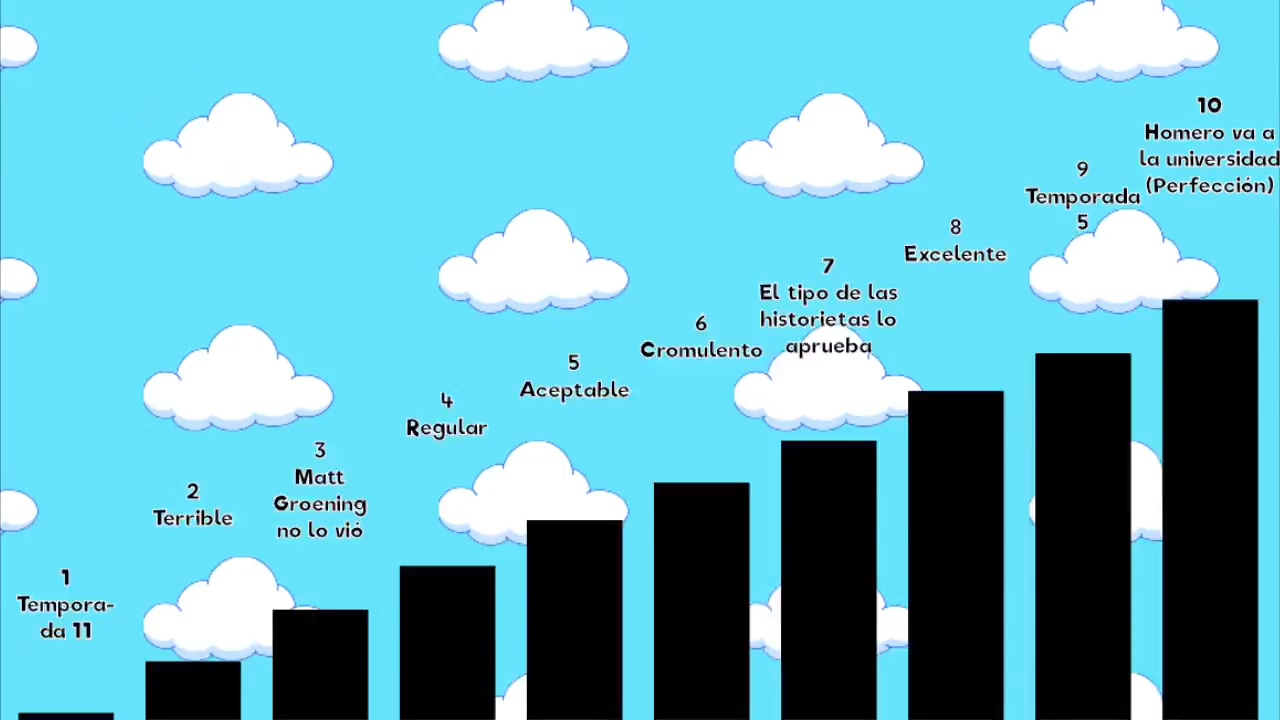 1
Tempora-
da 11
2
Terrible
3
Matt
Groening
no lo vió
4
Regular
5
Aceptable
6
Cromulento
7
El tipo de las
historietas lo
aprueba
8
Excelente
9
Temporada
5
10
Homero va a
la universidad
(Perfección)